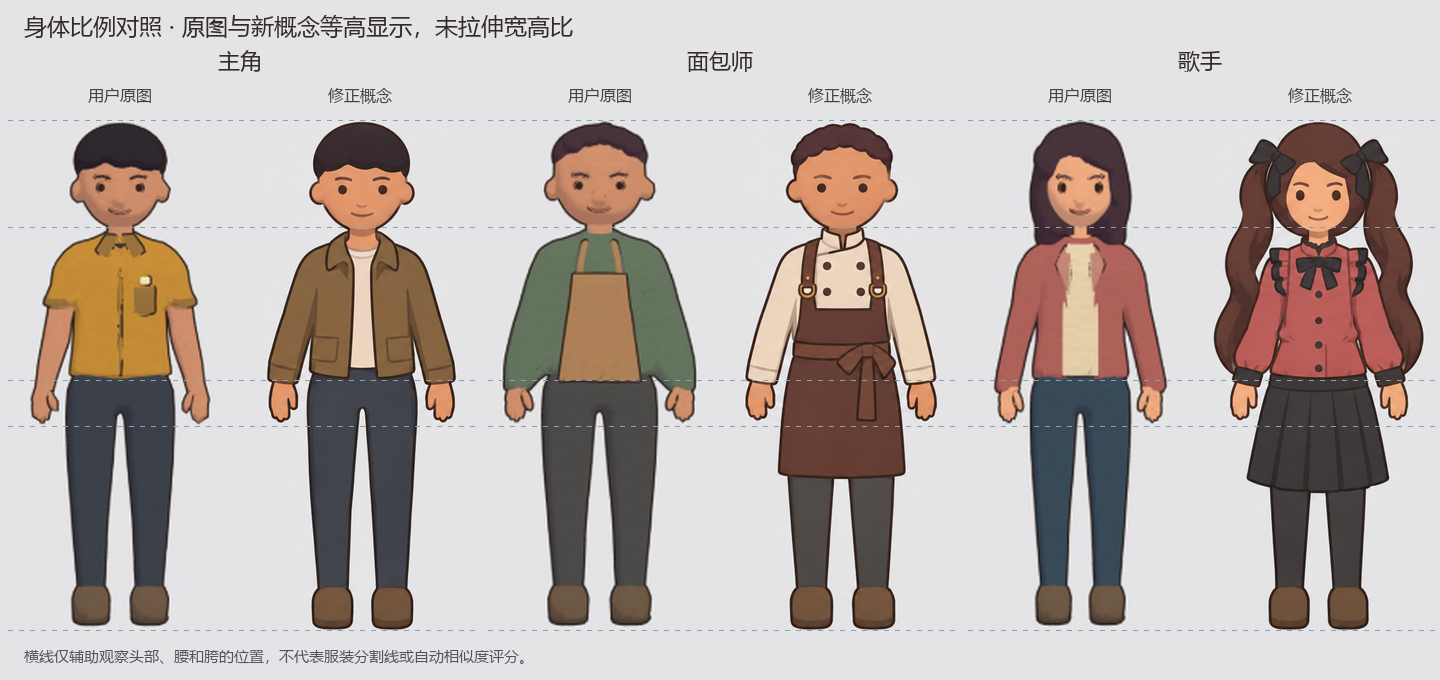 身体比例对照 · 原图与新概念等高显示，未拉伸宽高比
主角
面包师
歌手
用户原图
修正概念
用户原图
修正概念
用户原图
修正概念
横线仅辅助观察头部、腰和胯的位置，不代表服装分割线或自动相似度评分。